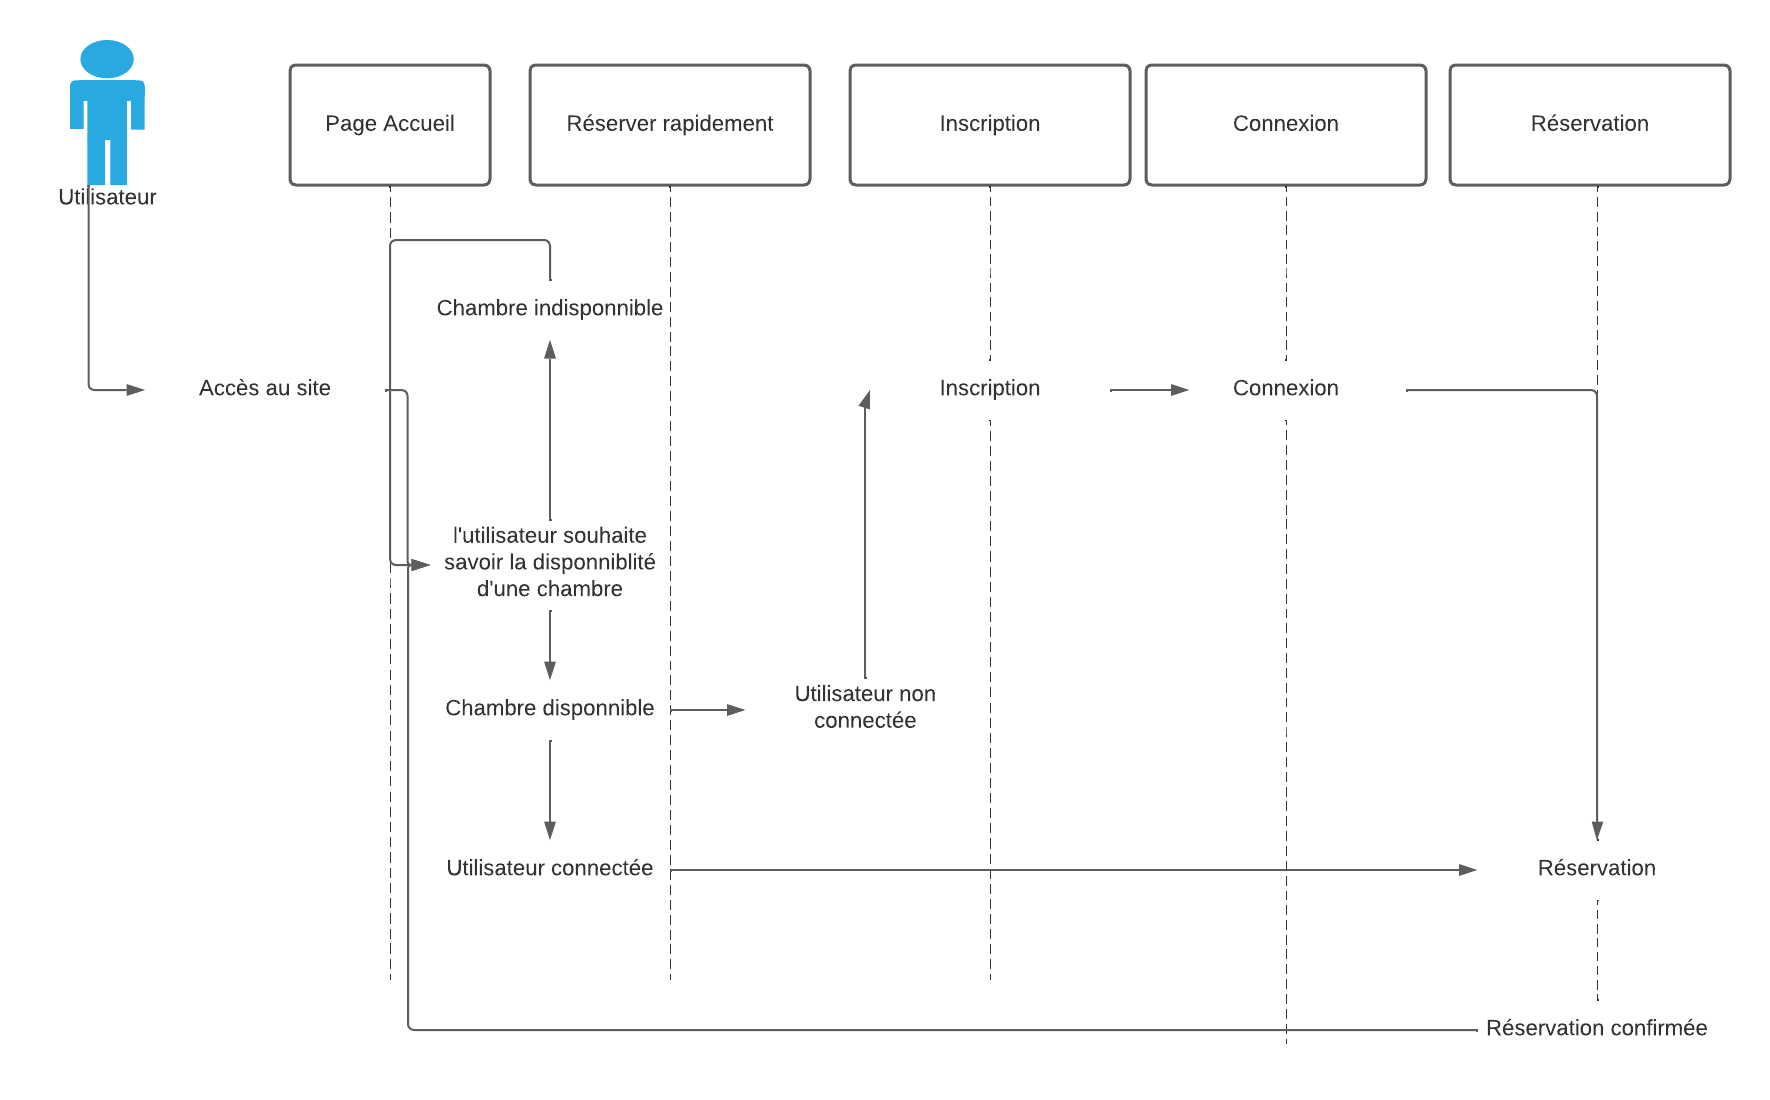 Page Accueil
Réserver rapidement
Inscription
Connexion
Réservation
Utilisateur
Chambre indisponnible
Accès au site
Inscription
Connexion
l'utilisateur souhaite
savoir la disponniblité
d'une chambre
Chambre disponnible
Utilisateur non
connectée
Utilisateur connectée
Réservation
Réservation confirmée